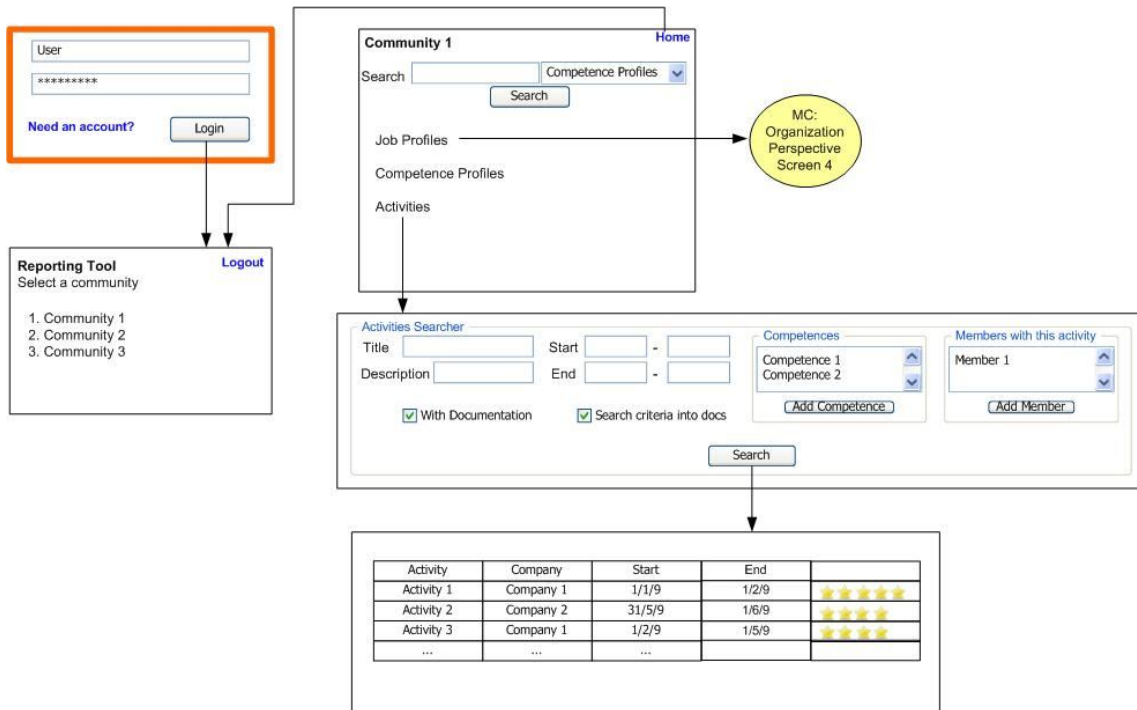 User
*********
Need an account?
Login
Reporting Tool
Logout
Select a community
1. Community 1
2. Community 2
3. Community 3
Community 1
Home
Search
Competence Profiles
Search
Job Profiles
Competence Profiles
Activities
MC:
Organization
Perspective
Screen 4
Activities Searcher
Title
Start
-
Description
End
-
With Documentation
Search criteria into docs
Competences
Competence 1
Competence 2
Add Competence
Members with this activity
Member 1
Add Member
Search
Activity Company Start End
Activity 1 Company 1 1/1/9 1/2/9
Activity 2 Company 2 31/5/9 1/6/9
Activity 3 Company 1 1/2/9 1/5/9
... ... ...